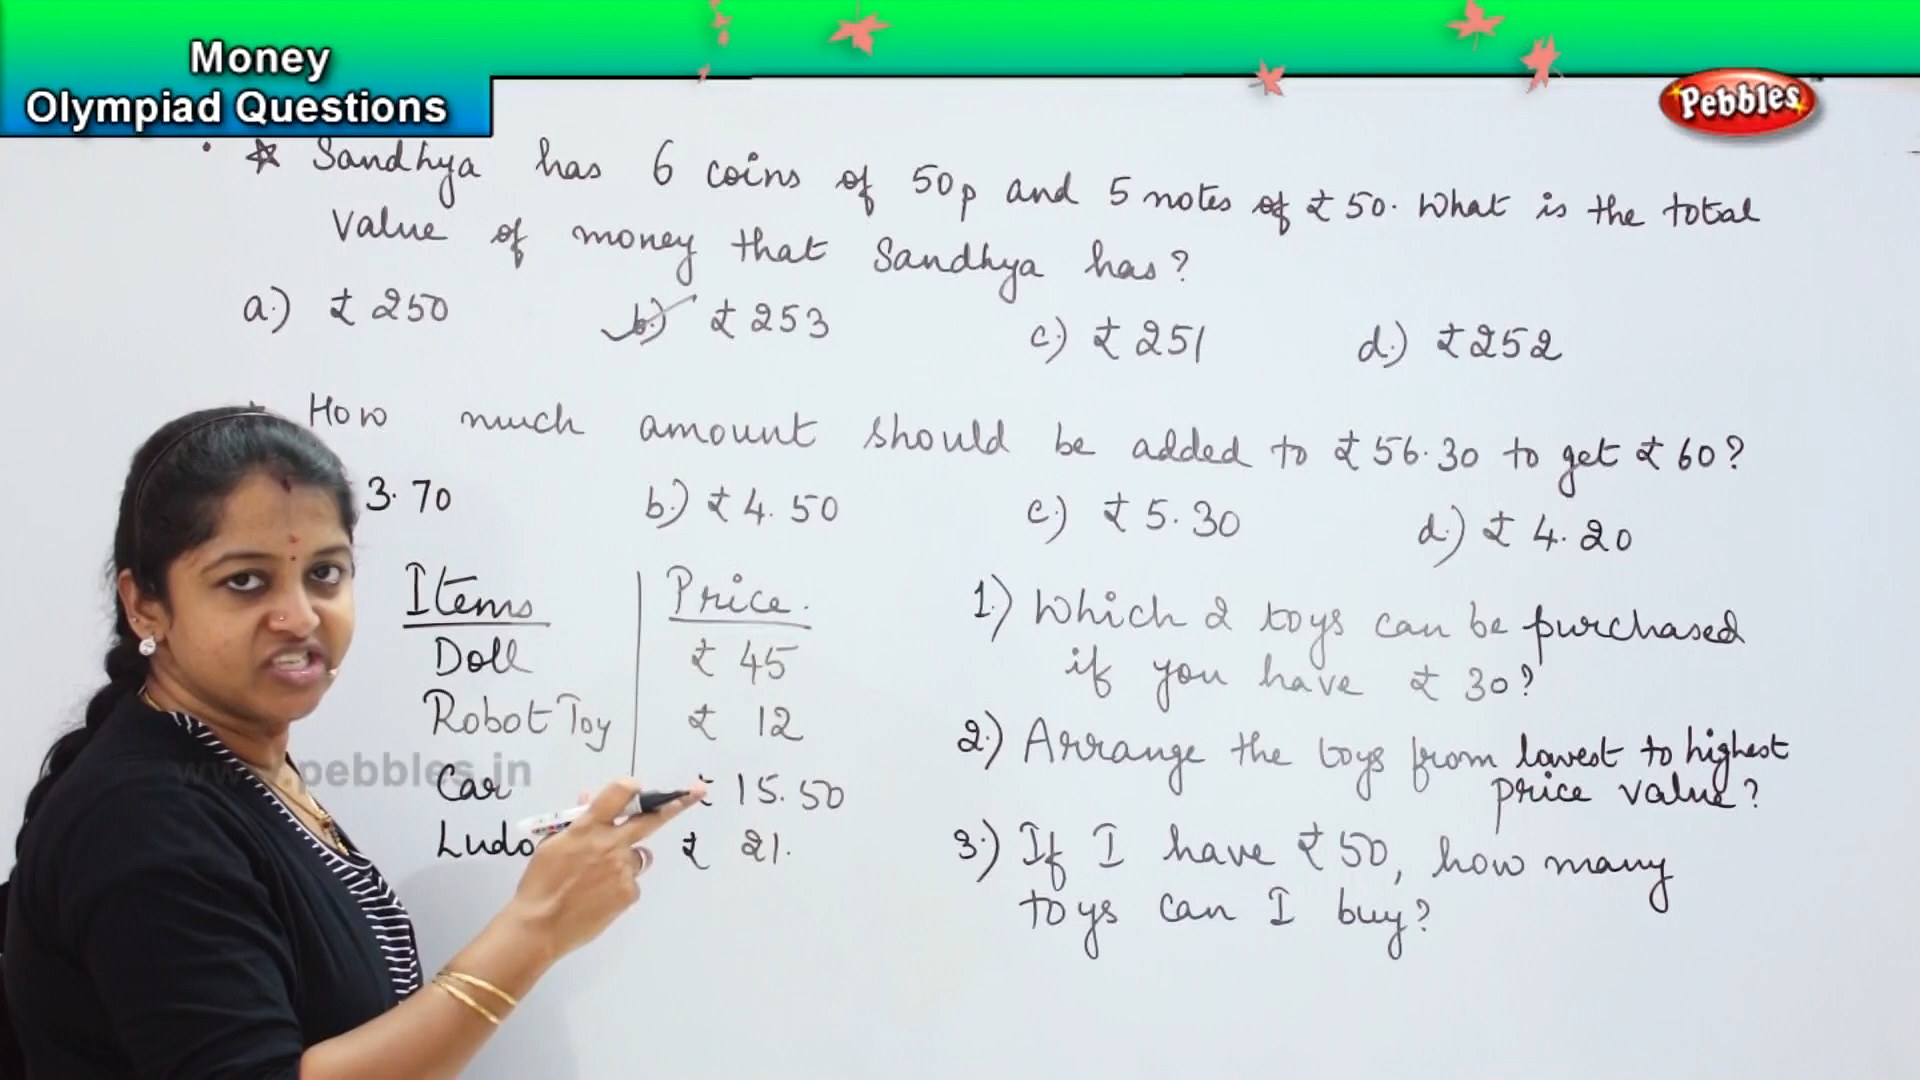 Money
Olympiad Questions
Pebbles
☆ Sandhya has 6 coins of 50p and 5 notes of ₹50. What is the total
value of money that Sandhya has?
a.) ₹ 250 b.) ₹ 253 c.) ₹ 251 d.) ₹252
How much amount should be added to ₹56.30 to get ₹60?
3.70 b.) ₹4.50 c.) ₹5.30 d.) ₹4.20
Items Price.
Doll ₹ 45
Robot Toy ₹ 12
Car ₹ 15.50
Ludo ₹ 21.
1.) Which 2 toys can be purchased
if you have ₹ 30?
2.) Arrange the toys from lowest to highest
price value?
3.) If I have ₹50, how many
toys can I buy?
www.pebbles.in